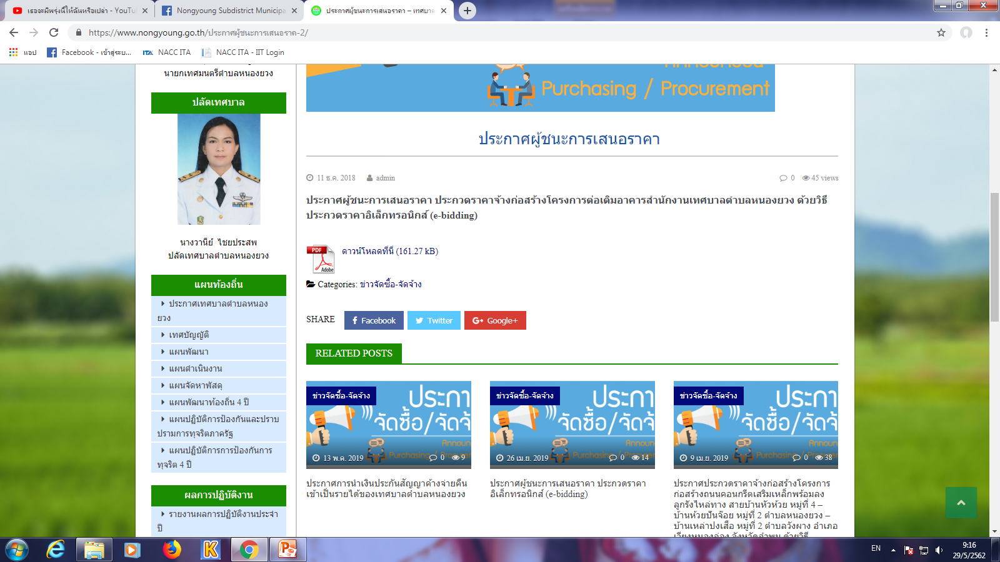 เธอจะมีพรุ่งนี้ให้ฉันหรือเปล่า - YouTu
Nongyoung Subdistrict Municipa
ประกาศผู้ชนะการเสนอราคา – เทศบาล
https://www.nongyoung.go.th/ประกาศผู้ชนะการเสนอราค-2/
แอป
Facebook - เข้าสู่ระบ...
ITA NACC ITA
NACC ITA - IIT Login
นายกเทศมนตรีตำบลหนองยวง
ปลัดเทศบาล
นางวานีย์ ไชยประสพ
ปลัดเทศบาลตำบลหนองยวง
แผนท้องถิ่น
ประกาศเทศบาลตำบลหนอง
ยวง
เทศบัญญัติ
แผนพัฒนา
แผนดำเนินงาน
แผนจัดหาพัสดุ
แผนพัฒนาท้องถิ่น 4 ปี
แผนปฏิบัติการป้องกันและปราบ
ปรามการทุจริตภาครัฐ
แผนปฏิบัติการการป้องกันการ
ทุจริต 4 ปี
ผลการปฏิบัติงาน
รายงานผลการปฏิบัติงานประจำ
ปี
Announced
Purchasing / Procurement
ประกาศผู้ชนะการเสนอราคา
11 ธ.ค. 2018 admin 0 45 views
ประกาศผู้ชนะการเสนอราคา ประกวดราคาจ้างก่อสร้างโครงการต่อเติมอาคารสำนักงานเทศบาลตำบลหนองยวง ด้วยวิธี
ประกวดราคาอิเล็กทรอนิกส์ (e-bidding)
PDF
Adobe
ดาวน์โหลดที่นี่ (161.27 kB)
Categories: ข่าวจัดซื้อ-จัดจ้าง
SHARE Facebook Twitter G+ Google+
RELATED POSTS
ข่าวจัดซื้อ-จัดจ้าง
ประกา
จัดซื้อ/จัดจ้
Announ
Purchasing / Procurem
13 พ.ค. 2019 0 9
ประกาศการนำเงินประกันสัญญาค้างจ่ายคืน
เข้าเป็นรายได้ของเทศบาลตำบลหนองยวง
ข่าวจัดซื้อ-จัดจ้าง
ประกา
จัดซื้อ/จัดจ้
Announ
Purchasing / Procurem
26 เม.ย. 2019 0 14
ประกาศผู้ชนะการเสนอราคา ประกวดราคา
อิเล็กทรอนิกส์ (e-bidding)
ข่าวจัดซื้อ-จัดจ้าง
ประกา
จัดซื้อ/จัดจ้
Announ
Purchasing / Procurem
9 เม.ย. 2019 0 38
ประกาศประกวดราคาจ้างก่อสร้างโครงการ
ก่อสร้างถนนคอนกรีตเสริมเหล็กพร้อมลง
ลูกรังไหล่ทาง สายบ้านหัวห้วย หมู่ที่ 4 –
บ้านห้วยปันจ๊อย หมู่ที่ 2 ตำบลหนองยวง –
บ้านเหล่าปงเสือ หมู่ที่ 2 ตำบลวังผาง อำเภอ
เวียงหนองล่อง จังหวัดลำพูน ด้วยวิธี
EN
9:16
29/5/2562